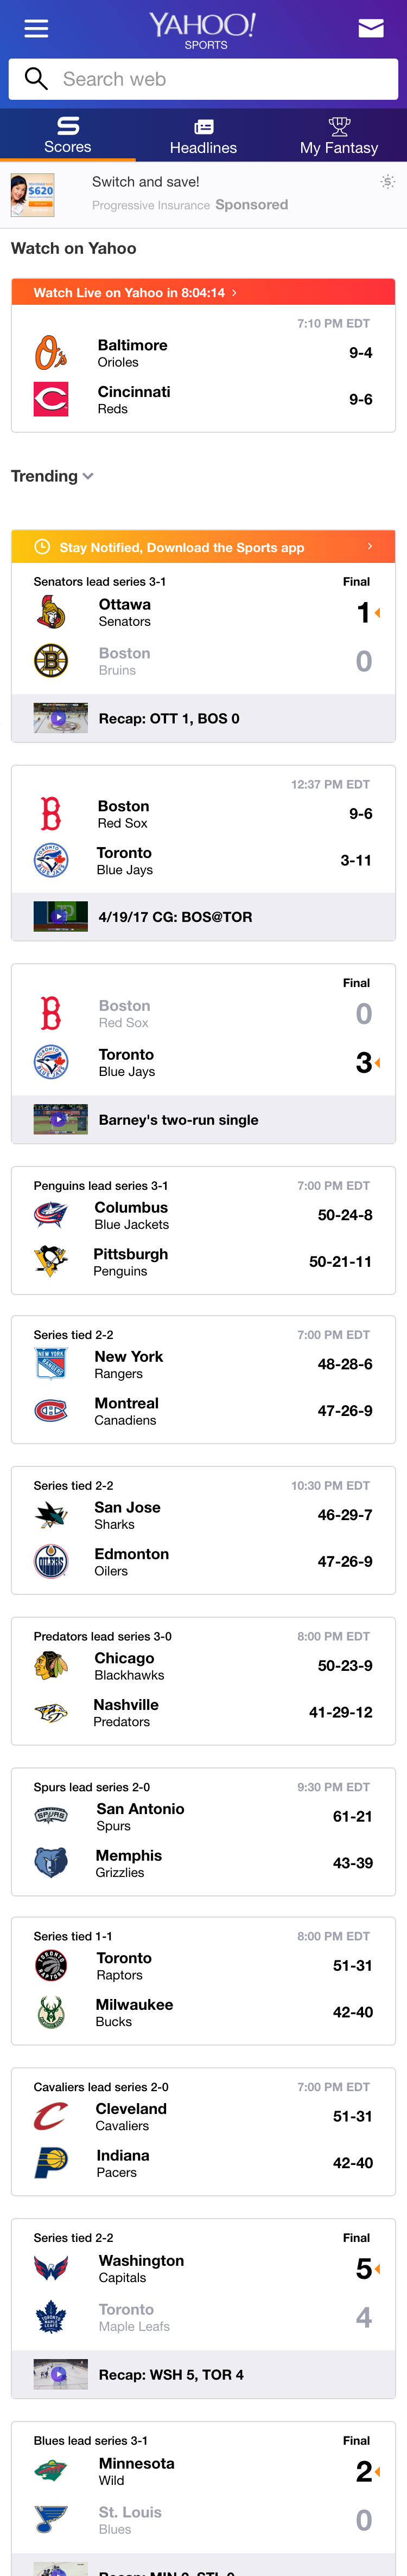 YAHOO!
SPORTS
Search web
Scores
Headlines
My Fantasy
$620
Switch and save!
Progressive Insurance Sponsored
Watch on Yahoo
Watch Live on Yahoo in 8:04:14
7:10 PM EDT
Baltimore
Orioles
9-4
Cincinnati
Reds
9-6
Trending
Stay Notified, Download the Sports app
Senators lead series 3-1
Final
Ottawa
Senators
1
Boston
Bruins
0
Recap: OTT 1, BOS 0
12:37 PM EDT
Boston
Red Sox
9-6
Toronto
Blue Jays
3-11
4/19/17 CG: BOS@TOR
Final
Boston
Red Sox
0
Toronto
Blue Jays
3
Barney's two-run single
Penguins lead series 3-1
7:00 PM EDT
Columbus
Blue Jackets
50-24-8
Pittsburgh
Penguins
50-21-11
Series tied 2-2
7:00 PM EDT
New York
Rangers
48-28-6
Montreal
Canadiens
47-26-9
Series tied 2-2
10:30 PM EDT
San Jose
Sharks
46-29-7
Edmonton
Oilers
47-26-9
Predators lead series 3-0
8:00 PM EDT
Chicago
Blackhawks
50-23-9
Nashville
Predators
41-29-12
Spurs lead series 2-0
9:30 PM EDT
San Antonio
Spurs
61-21
Memphis
Grizzlies
43-39
Series tied 1-1
8:00 PM EDT
Toronto
Raptors
51-31
Milwaukee
Bucks
42-40
Cavaliers lead series 2-0
7:00 PM EDT
Cleveland
Cavaliers
51-31
Indiana
Pacers
42-40
Series tied 2-2
Final
Washington
Capitals
5
Toronto
Maple Leafs
4
Recap: WSH 5, TOR 4
Blues lead series 3-1
Final
Minnesota
Wild
2
St. Louis
Blues
0
Recap: MIN 2, STL 0